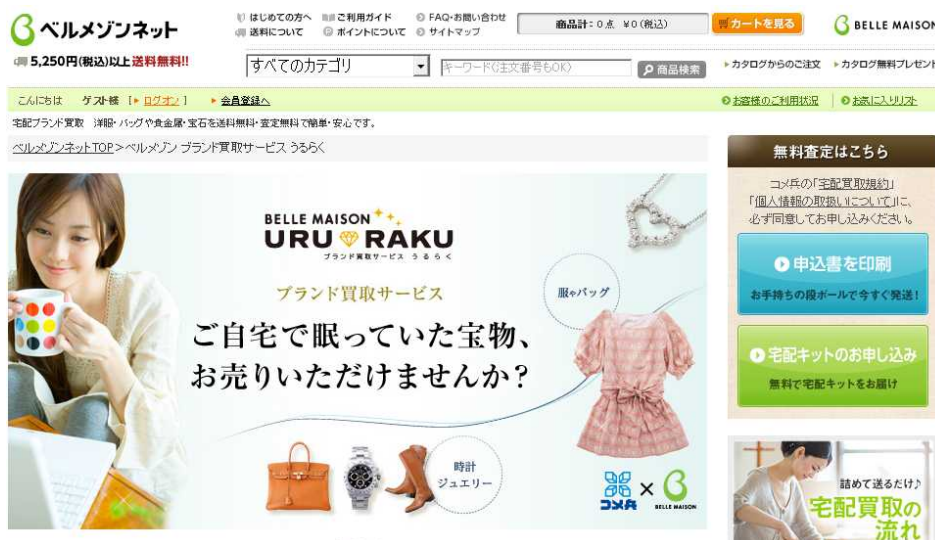 ベルメゾンネット
はじめての方へ ご利用ガイド FAQ・お問い合わせ
送料について ポイントについて サイトマップ
商品計：0点 ¥0(税込)
カートを見る
BELLE MAISON
5,250円(税込)以上送料無料!!
すべてのカテゴリ
キーワード(注文番号もOK)
商品検索
カタログからのご注文 カタログ無料プレゼント
こんにちは ゲスト様 [ログオン] 会員登録へ
お客様のご利用状況 お気に入りリスト
宅配ブランド買取 洋服・バッグや貴金属・宝石を送料無料・査定無料で簡単・安心です。
ベルメゾンネットTOP>ベルメゾン ブランド買取サービス うるらく
BELLE MAISON
URU RAKU
ブランド買取サービス うるらく
ブランド買取サービス
ご自宅で眠っていた宝物、
お売りいただけませんか?
服やバッグ
時計
ジュエリー
コメ兵
×
BELLE MAISON
無料査定はこちら
コメ兵の「宅配買取規約」
「個人情報の取扱いについて」に、
必ず同意してお申し込みください。
申込書を印刷
お手持ちの段ボールで今すぐ発送!
宅配キットのお申し込み
無料で宅配キットをお届け
詰めて送るだけ♪
宅配買取の
流れ